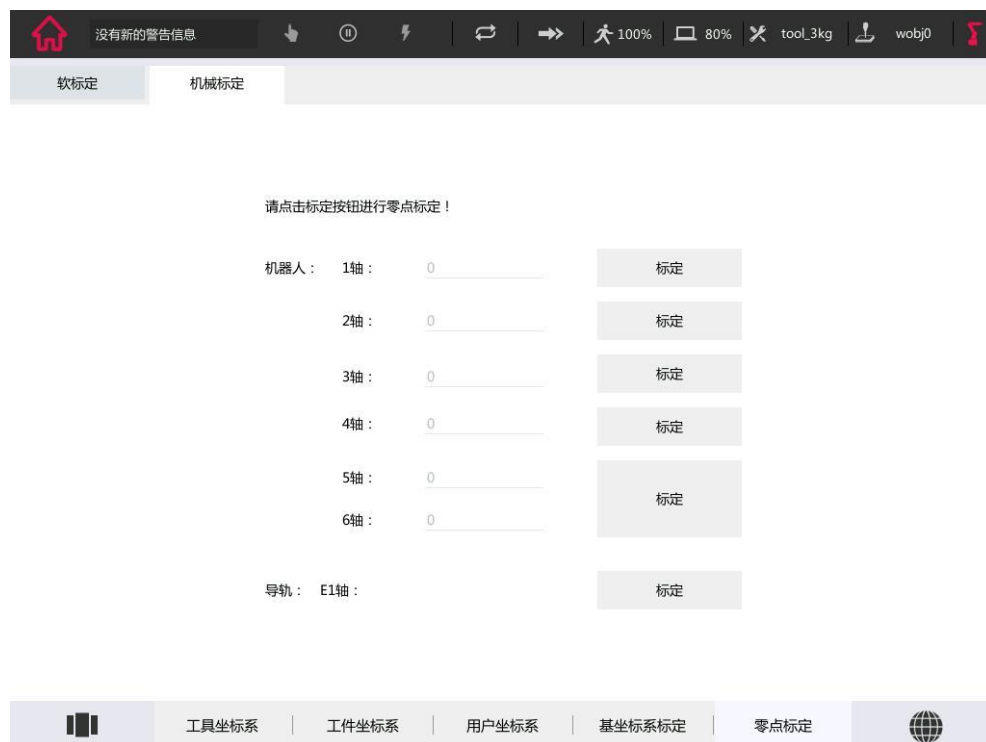 没有新的警告信息 100% 80% tool_3kg wobj0
软标定 机械标定
请点击标定按钮进行零点标定！
机器人： 1轴： 0 标定
2轴： 0 标定
3轴： 0 标定
4轴： 0 标定
5轴： 0
标定
6轴： 0
导轨： E1轴： 标定
工具坐标系 工件坐标系 用户坐标系 基坐标系标定 零点标定